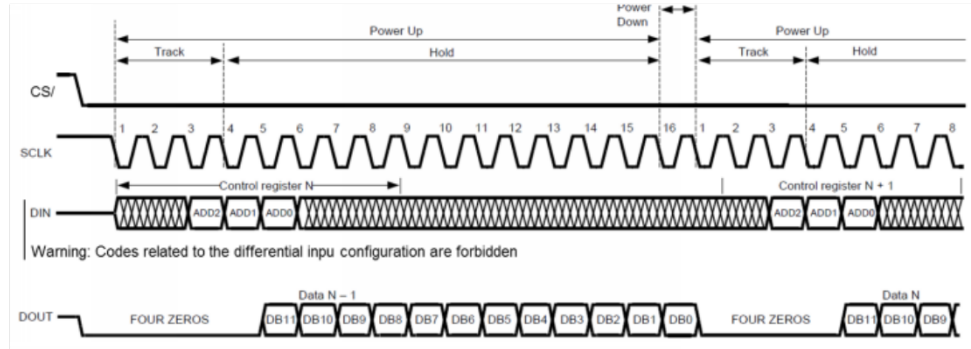 Power
Down
Power Up
Power Up
Track
Hold
Track
Hold
CS/
1 2 3 4 5 6 7 8 9 10 11 12 13 14 15 16 1 2 3 4 5 6 7 8
SCLK
Control register N
Control register N + 1
DIN
ADD2 ADD1 ADD0
ADD2 ADD1 ADD0
Warning: Codes related to the differential inpu configuration are forbidden
Data N – 1
Data N
DOUT
FOUR ZEROS
DB11 DB10 DB9 DB8 DB7 DB6 DB5 DB4 DB3 DB2 DB1 DB0
FOUR ZEROS
DB11 DB10 DB9